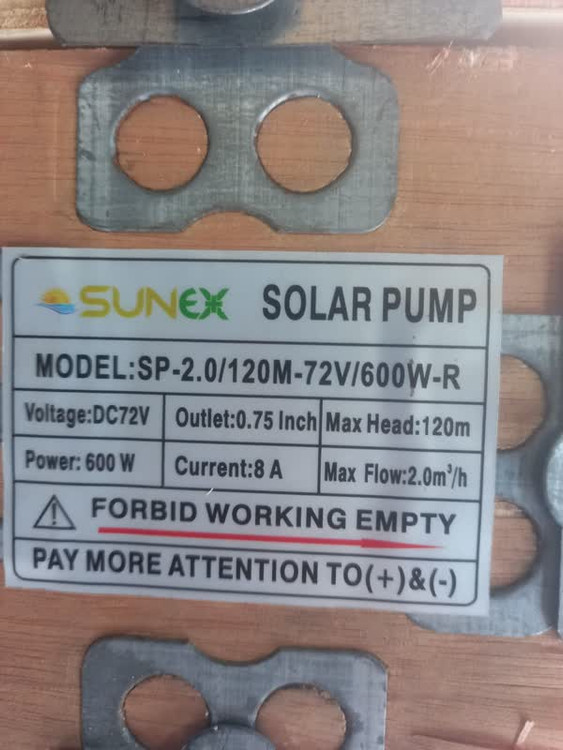 SUNEX SOLAR PUMP
MODEL:SP-2.0/120M-72V/600W-R
Voltage:DC72V Outlet:0.75 Inch Max Head:120m
Power: 600 W Current:8 A Max Flow:2.0m³/h
FORBID WORKING EMPTY
PAY MORE ATTENTION TO(+)&(-)